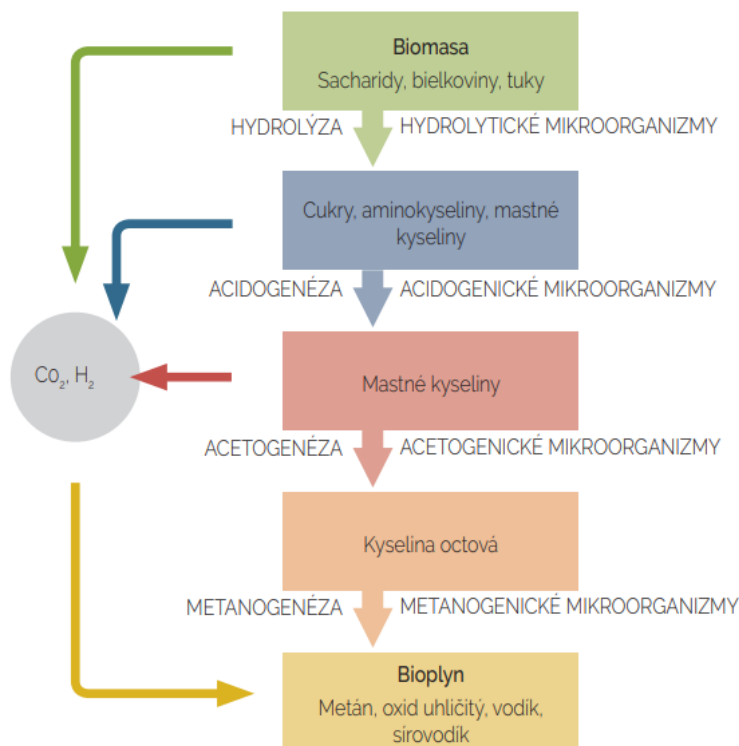 Biomasa
Sacharidy, bielkoviny, tuky
HYDROLÝZA HYDROLYTICKÉ MIKROORGANIZMY
Cukry, aminokyseliny, mastné
kyseliny
ACIDOGENÉZA ACIDOGENICKÉ MIKROORGANIZMY
Co₂, H₂
Mastné kyseliny
ACETOGENÉZA ACETOGENICKÉ MIKROORGANIZMY
Kyselina octová
METANOGENÉZA METANOGENICKÉ MIKROORGANIZMY
Bioplyn
Metán, oxid uhličitý, vodík,
sírovodík